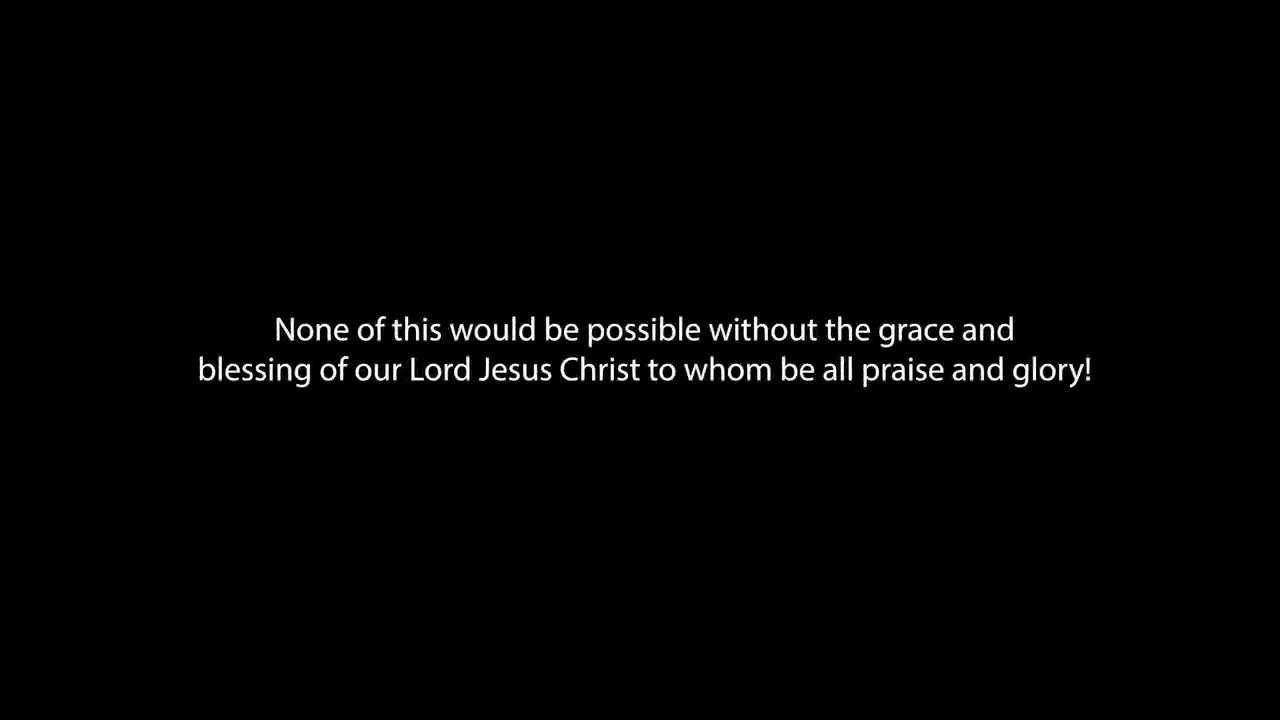 None of this would be possible without the grace and
blessing of our Lord Jesus Christ to whom be all praise and glory!